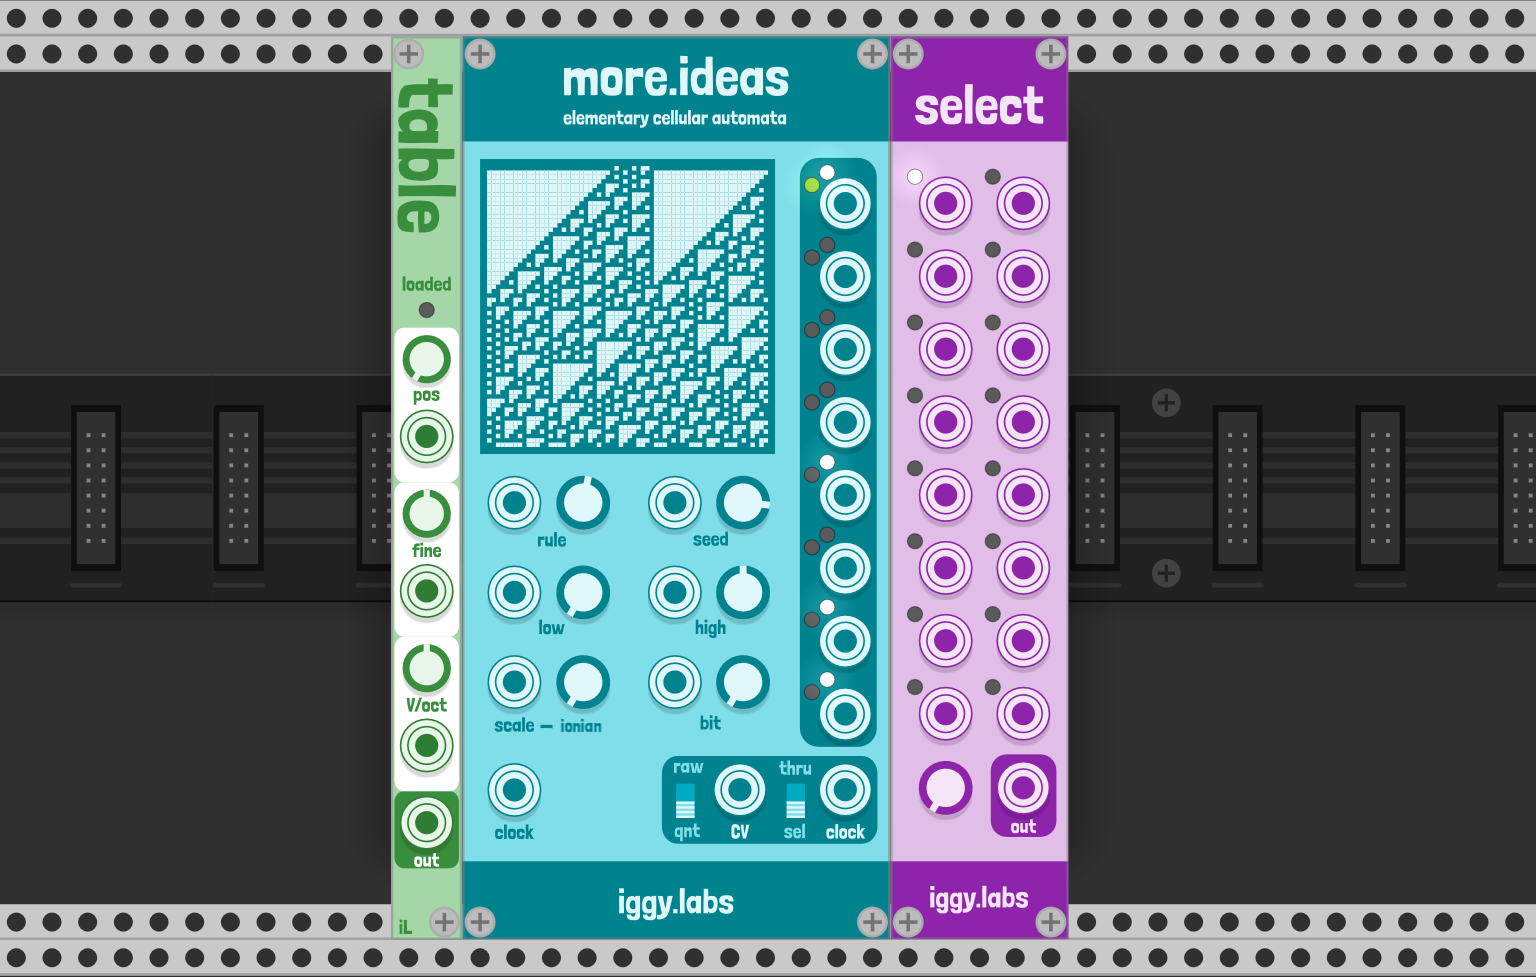 table
loaded
pos
fine
V/oct
out
iL
more.ideas
elementary cellular automata
rule
seed
low
high
scale – ionian
bit
clock
raw
qnt
CV
thru
sel
clock
iggy.labs
select
out
iggy.labs